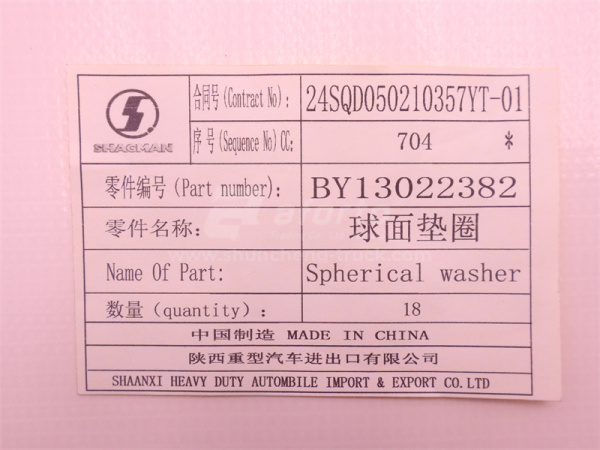 合同号(Contract No): 24SQD050210357YT-01
SHACMAN
序号(Sequence No)CC: 704 *
零件编号(Part number): BY13022382
零件名称: 球面垫圈
Name Of Part: Spherical washer
数量(quantity): 18
中国制造 MADE IN CHINA
陕西重型汽车进出口有限公司
SHAANXI HEAVY DUTY AUTOMBILE IMPORT & EXPORT CO.LTD